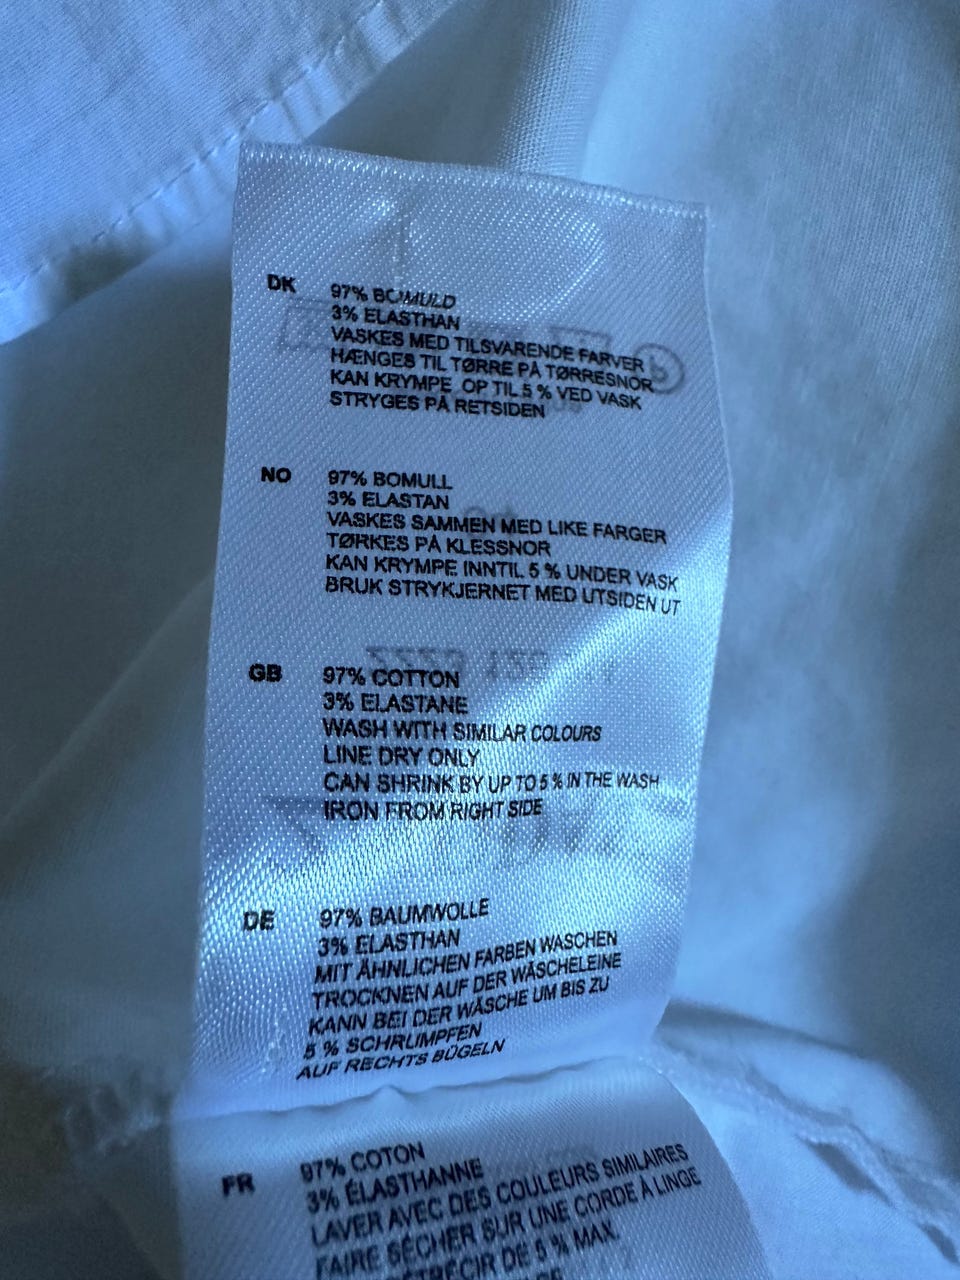 DK
97% BOMULD
3% ELASTHAN
VASKES MED TILSVARENDE FARVER
HÆNGES TIL TØRRE PÅ TØRRESNOR
KAN KRYMPE OP TIL 5 % VED VASK
STRYGES PÅ RETSIDEN
NO
97% BOMULL
3% ELASTAN
VASKES SAMMEN MED LIKE FARGER
TØRKES PÅ KLESSNOR
KAN KRYMPE INNTIL 5 % UNDER VASK
BRUK STRYKJERNET MED UTSIDEN UT
GB
97% COTTON
3% ELASTANE
WASH WITH SIMILAR COLOURS
LINE DRY ONLY
CAN SHRINK BY UP TO 5 % IN THE WASH
IRON FROM RIGHT SIDE
DE
97% BAUMWOLLE
3% ELASTHAN
MIT ÄHNLICHEN FARBEN WASCHEN
TROCKNEN AUF DER WÄSCHELEINE
KANN BEI DER WÄSCHE UM BIS ZU
5 % SCHRUMPFEN
AUF RECHTS BÜGELN
FR
97% COTON
3% ÉLASTHANNE
LAVER AVEC DES COULEURS SIMILAIRES
FAIRE SÉCHER SUR UNE CORDE À LINGE
RÉTRÉCIR DE 5 % MAX.